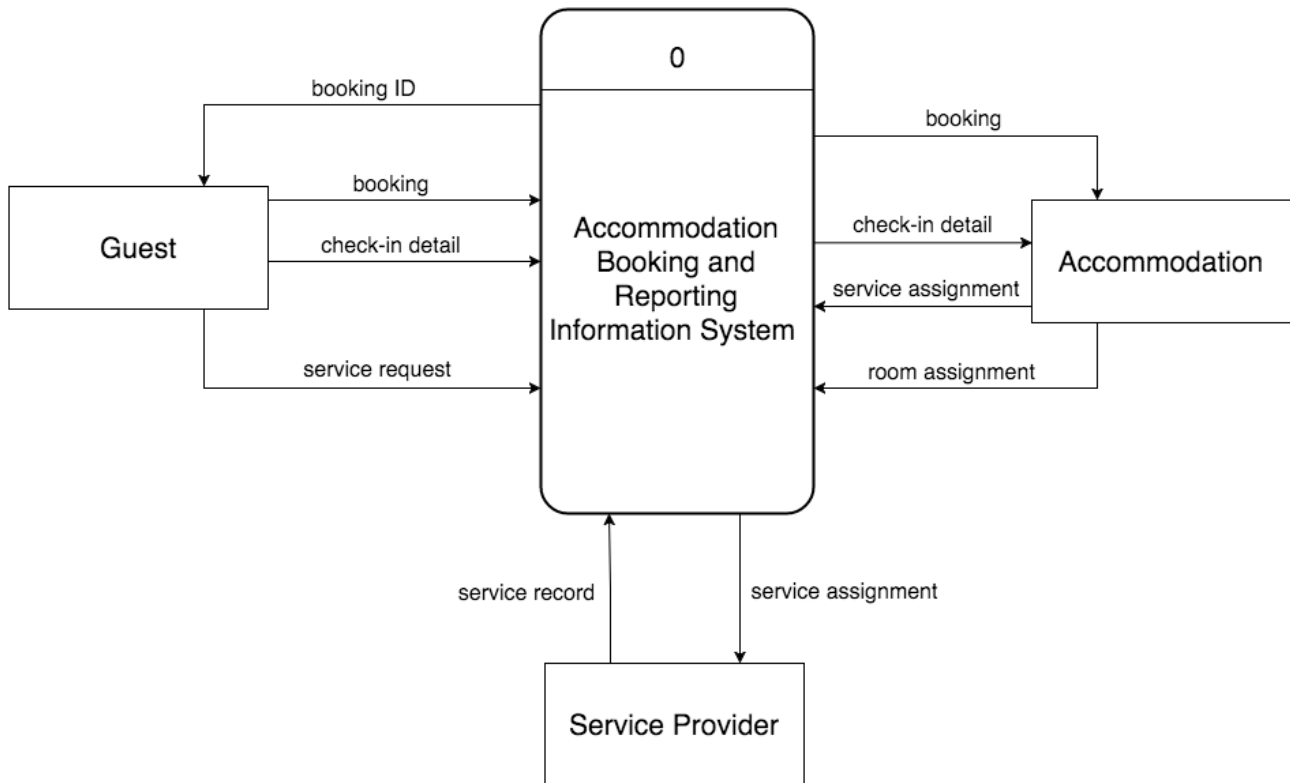 0
booking ID
booking
booking
Guest
check-in detail
Accommodation
Booking and
Reporting
Information System
check-in detail
Accommodation
service assignment
service request
room assignment
service record
service assignment
Service Provider